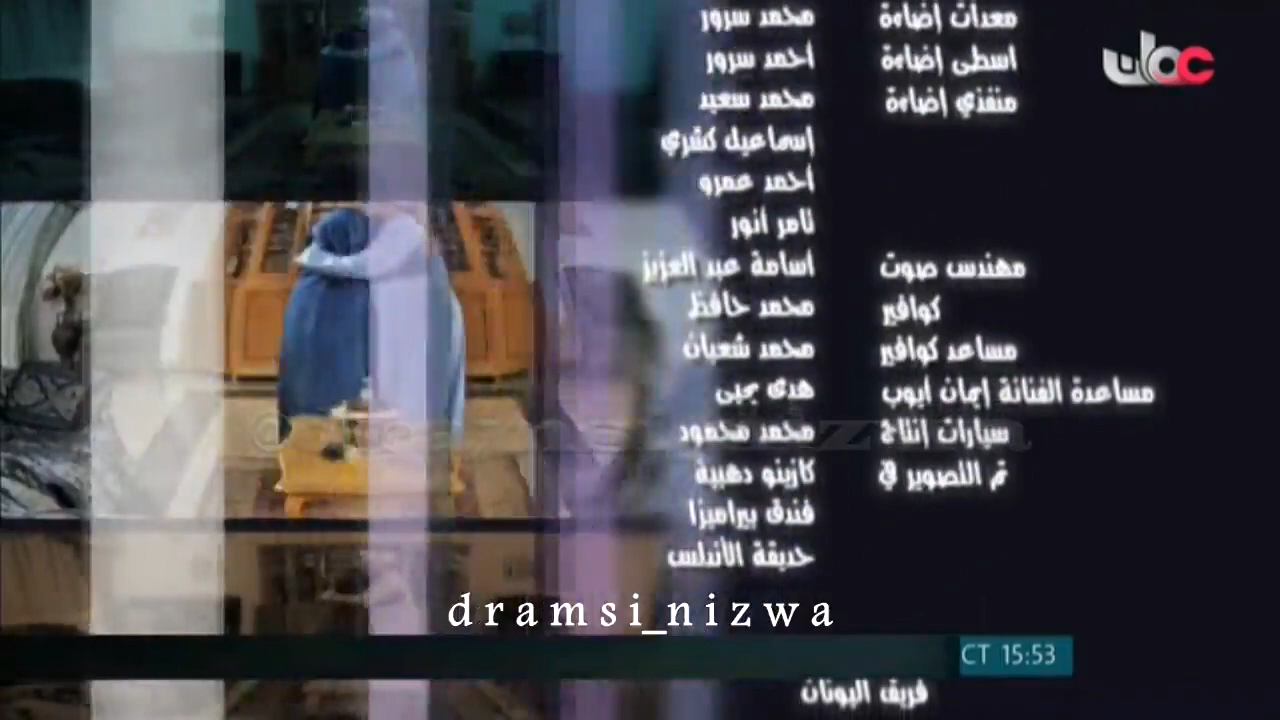 معدات إضاءة محمد سرور
عمان
اسطى إضاءة أحمد سرور
منفذي إضاءة محمد سعيد
إسماعيل كشري
أحمد عمرو
تامر أنور
مهندس صوت أسامة عبد العزيز
كوافير محمد حافظ
مساعد كوافير محمد شعبان
مساعدة الفنانة إيمان أيوب هدى يحيى
سيارات إنتاج محمد محمود
تم التصوير في كازينو دهبية
فندق بيراميزا
حديقة الأندلس
dramsi_nizwa
CT 15:53
فريق اليونان